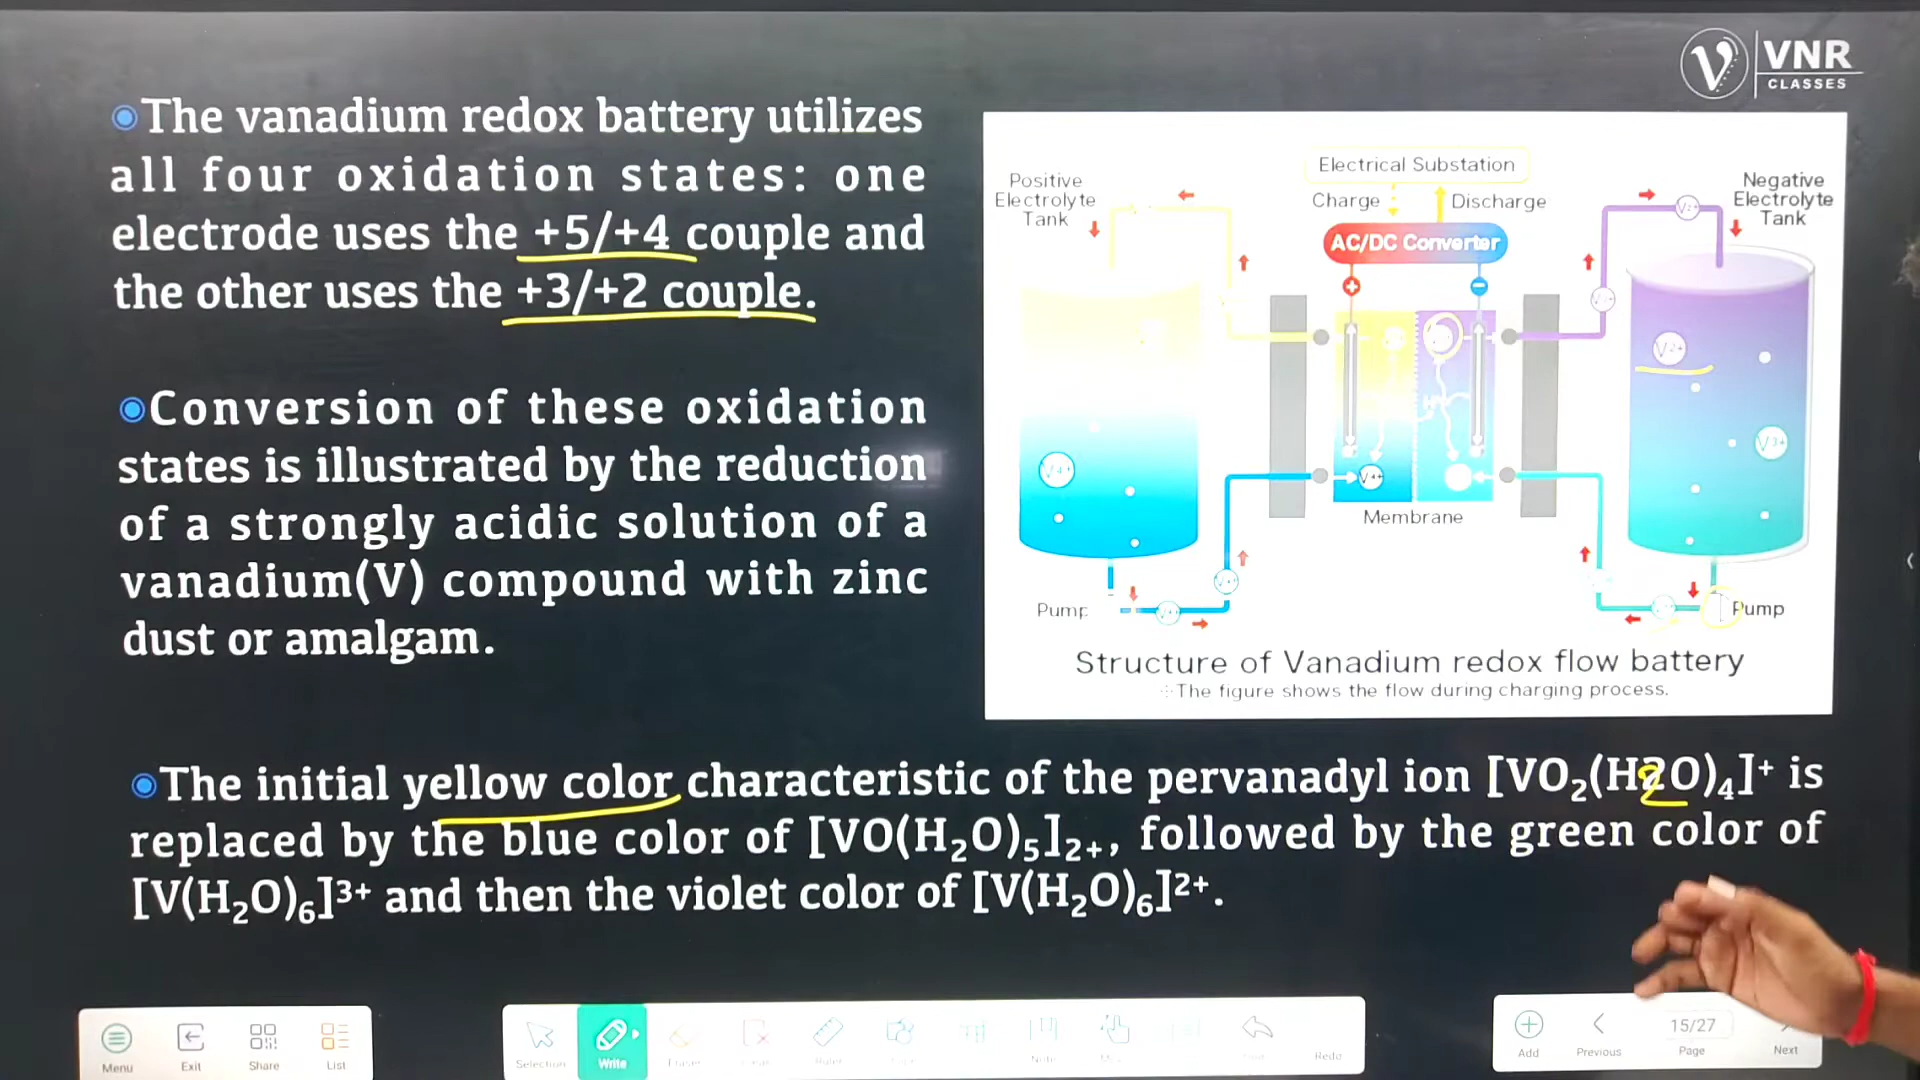 VNR
CLASSES
The vanadium redox battery utilizes
all four oxidation states: one
electrode uses the +5/+4 couple and
the other uses the +3/+2 couple.
Conversion of these oxidation
states is illustrated by the reduction
of a strongly acidic solution of a
vanadium(V) compound with zinc
dust or amalgam.
Electrical Substation
Charge Discharge
AC/DC Converter
Positive
Electrolyte
Tank
Negative
Electrolyte
Tank
V2+
V3+
V4+
V4+
Membrane
Pump
Pump
Structure of Vanadium redox flow battery
The figure shows the flow during charging process.
The initial yellow color characteristic of the pervanadyl ion [VO₂(H2O)₄]⁺ is
replaced by the blue color of [VO(H₂O)₅]₂₊, followed by the green color of
[V(H₂O)₆]³⁺ and then the violet color of [V(H₂O)₆]²⁺.
Menu Exit Share List
Selection Write Eraser Redo
Add Previous 15/27 Page Next